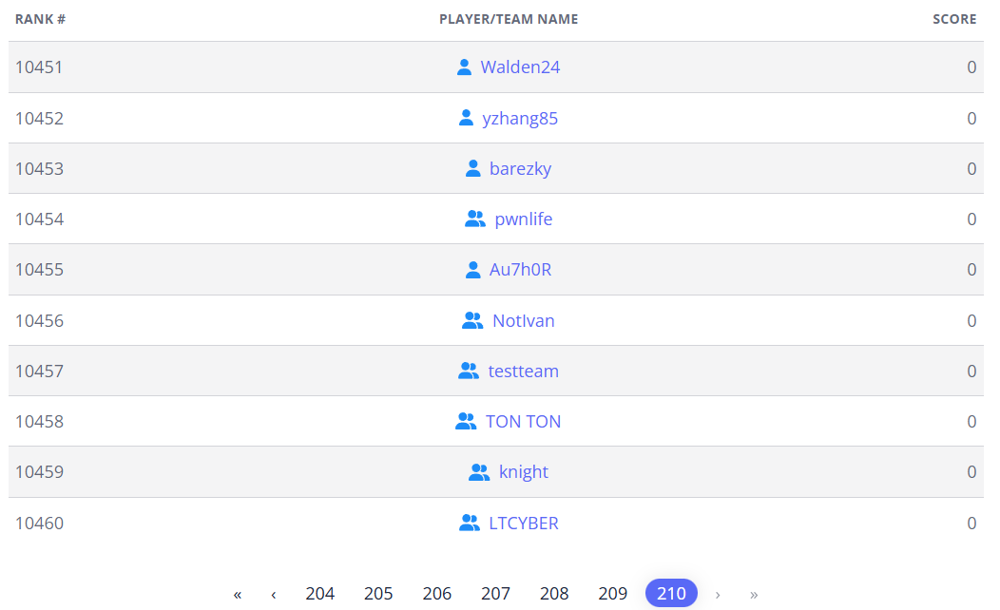 RANK # PLAYER/TEAM NAME SCORE
10451 Walden24 0
10452 yzhang85 0
10453 barezky 0
10454 pwnlife 0
10455 Au7h0R 0
10456 NotIvan 0
10457 testteam 0
10458 TON TON 0
10459 knight 0
10460 LTCYBER 0
« ‹ 204 205 206 207 208 209 210 › »